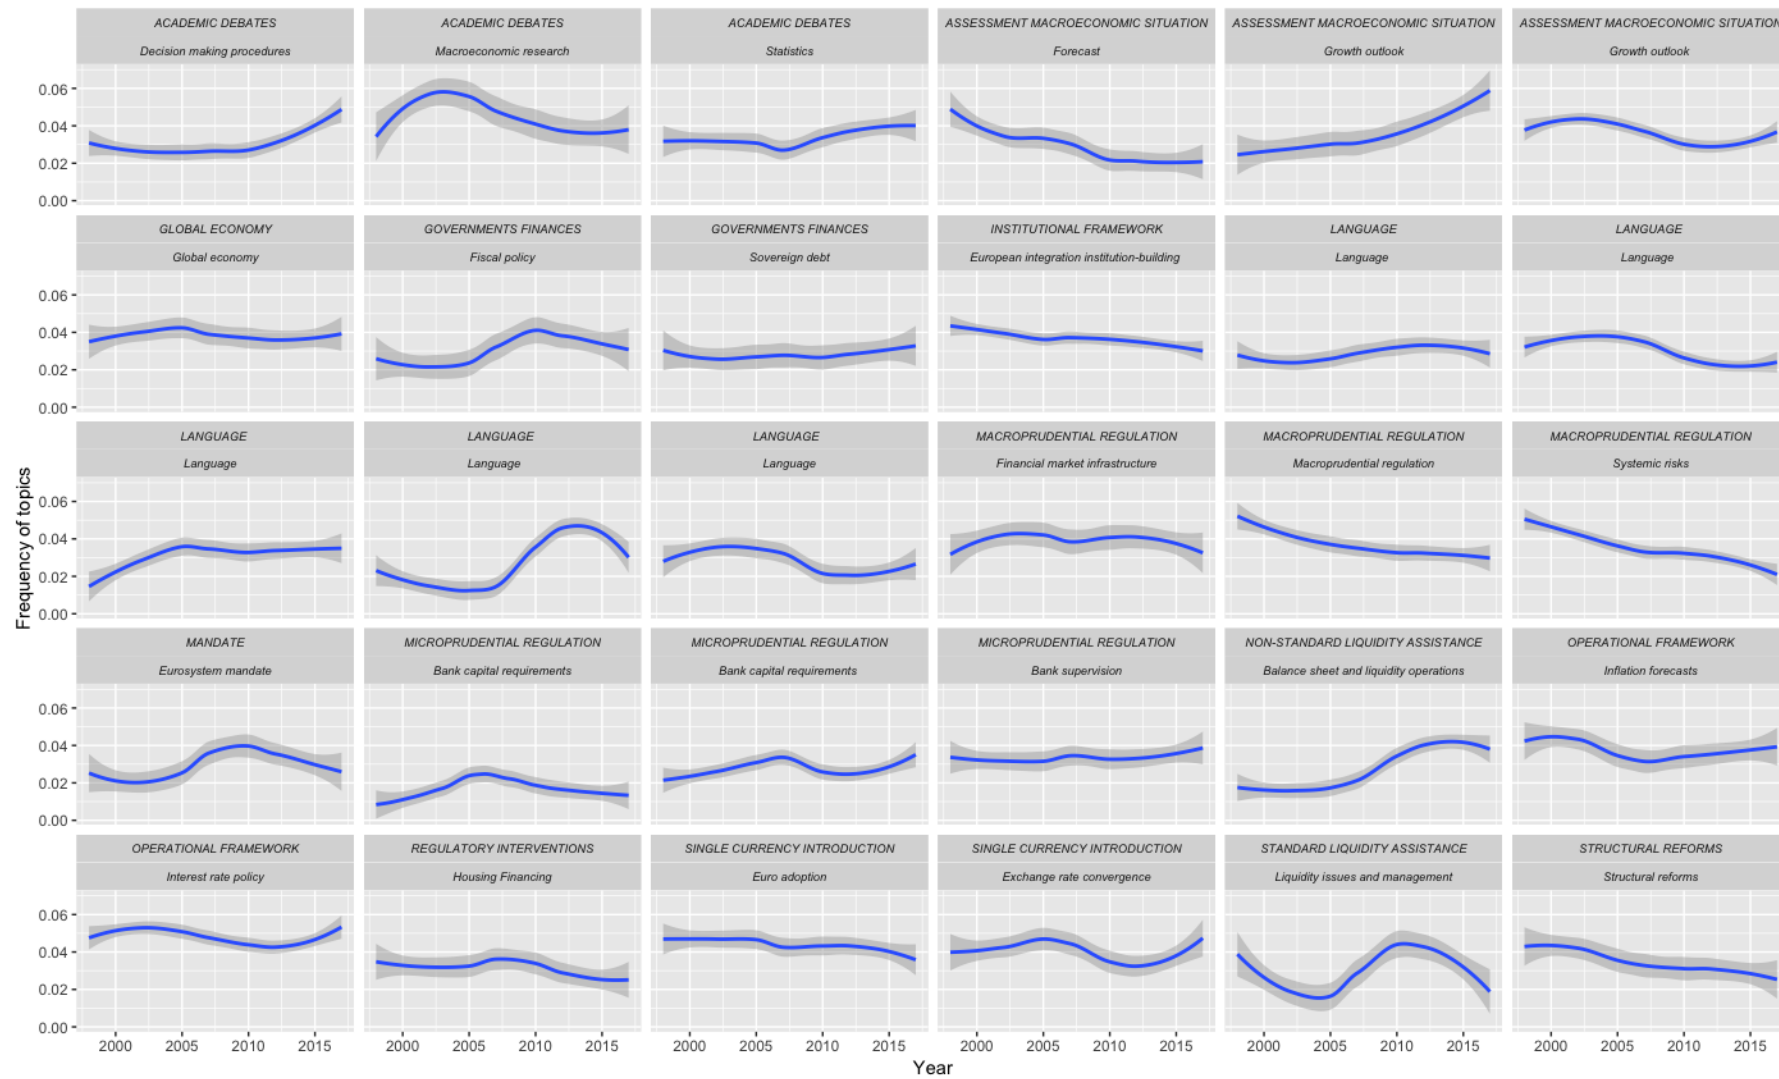 ACADEMIC DEBATES ACADEMIC DEBATES ACADEMIC DEBATES ASSESSMENT MACROECONOMIC SITUATION ASSESSMENT MACROECONOMIC SITUATION ASSESSMENT MACROECONOMIC SITUATION
Decision making procedures Macroeconomic research Statistics Forecast Growth outlook Growth outlook
0.06
0.04
0.02
0.00
GLOBAL ECONOMY GOVERNMENTS FINANCES GOVERNMENTS FINANCES INSTITUTIONAL FRAMEWORK LANGUAGE LANGUAGE
Global economy Fiscal policy Sovereign debt European integration institution-building Language Language
0.06
0.04
0.02
0.00
LANGUAGE LANGUAGE LANGUAGE MACROPRUDENTIAL REGULATION MACROPRUDENTIAL REGULATION MACROPRUDENTIAL REGULATION
Language Language Language Financial market infrastructure Macroprudential regulation Systemic risks
0.06
0.04
0.02
0.00
Frequency of topics
MANDATE MICROPRUDENTIAL REGULATION MICROPRUDENTIAL REGULATION MICROPRUDENTIAL REGULATION NON-STANDARD LIQUIDITY ASSISTANCE OPERATIONAL FRAMEWORK
Eurosystem mandate Bank capital requirements Bank capital requirements Bank supervision Balance sheet and liquidity operations Inflation forecasts
0.06
0.04
0.02
0.00
OPERATIONAL FRAMEWORK REGULATORY INTERVENTIONS SINGLE CURRENCY INTRODUCTION SINGLE CURRENCY INTRODUCTION STANDARD LIQUIDITY ASSISTANCE STRUCTURAL REFORMS
Interest rate policy Housing Financing Euro adoption Exchange rate convergence Liquidity issues and management Structural reforms
0.06
0.04
0.02
0.00
2000 2005 2010 2015 2000 2005 2010 2015 2000 2005 2010 2015 2000 2005 2010 2015 2000 2005 2010 2015 2000 2005 2010 2015
Year